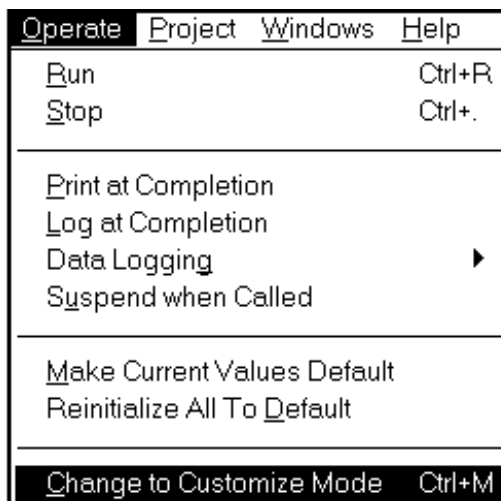 Operate Project Windows Help
Run Ctrl+R
Stop Ctrl+.
Print at Completion
Log at Completion
Data Logging
Suspend when Called
Make Current Values Default
Reinitialize All To Default
Change to Customize Mode Ctrl+M